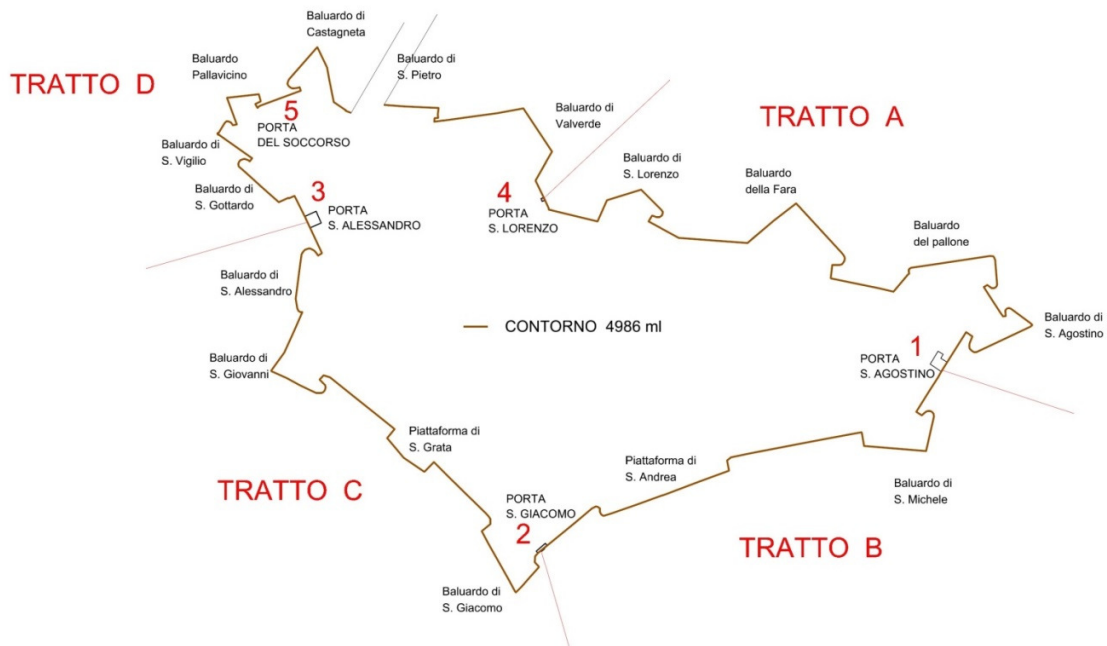 Baluardo di
Castagneta
Baluardo
Pallavicino
Baluardo di
S. Pietro
TRATTO D
5
PORTA
DEL SOCCORSO
Baluardo di
Valverde
TRATTO A
Baluardo di
S. Vigilio
Baluardo di
S. Lorenzo
Baluardo
della Fara
Baluardo di
S. Gottardo
3
PORTA
S. ALESSANDRO
4
PORTA
S. LORENZO
Baluardo
del pallone
Baluardo di
S. Alessandro
CONTORNO 4986 ml
Baluardo di
S. Agostino
1
PORTA
S. AGOSTINO
Baluardo di
S. Giovanni
Piattaforma di
S. Grata
Piattaforma di
S. Andrea
Baluardo di
S. Michele
TRATTO C
PORTA
S. GIACOMO
2
TRATTO B
Baluardo di
S. Giacomo